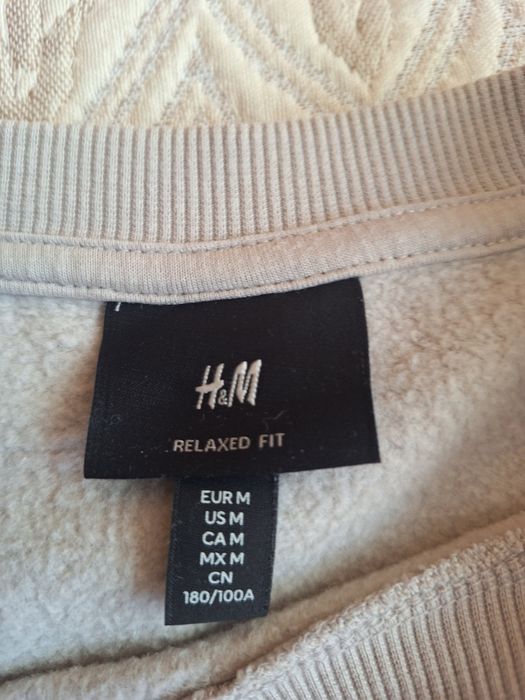 H&M
RELAXED FIT
EUR M
US M
CA M
MX M
CN
180/100A